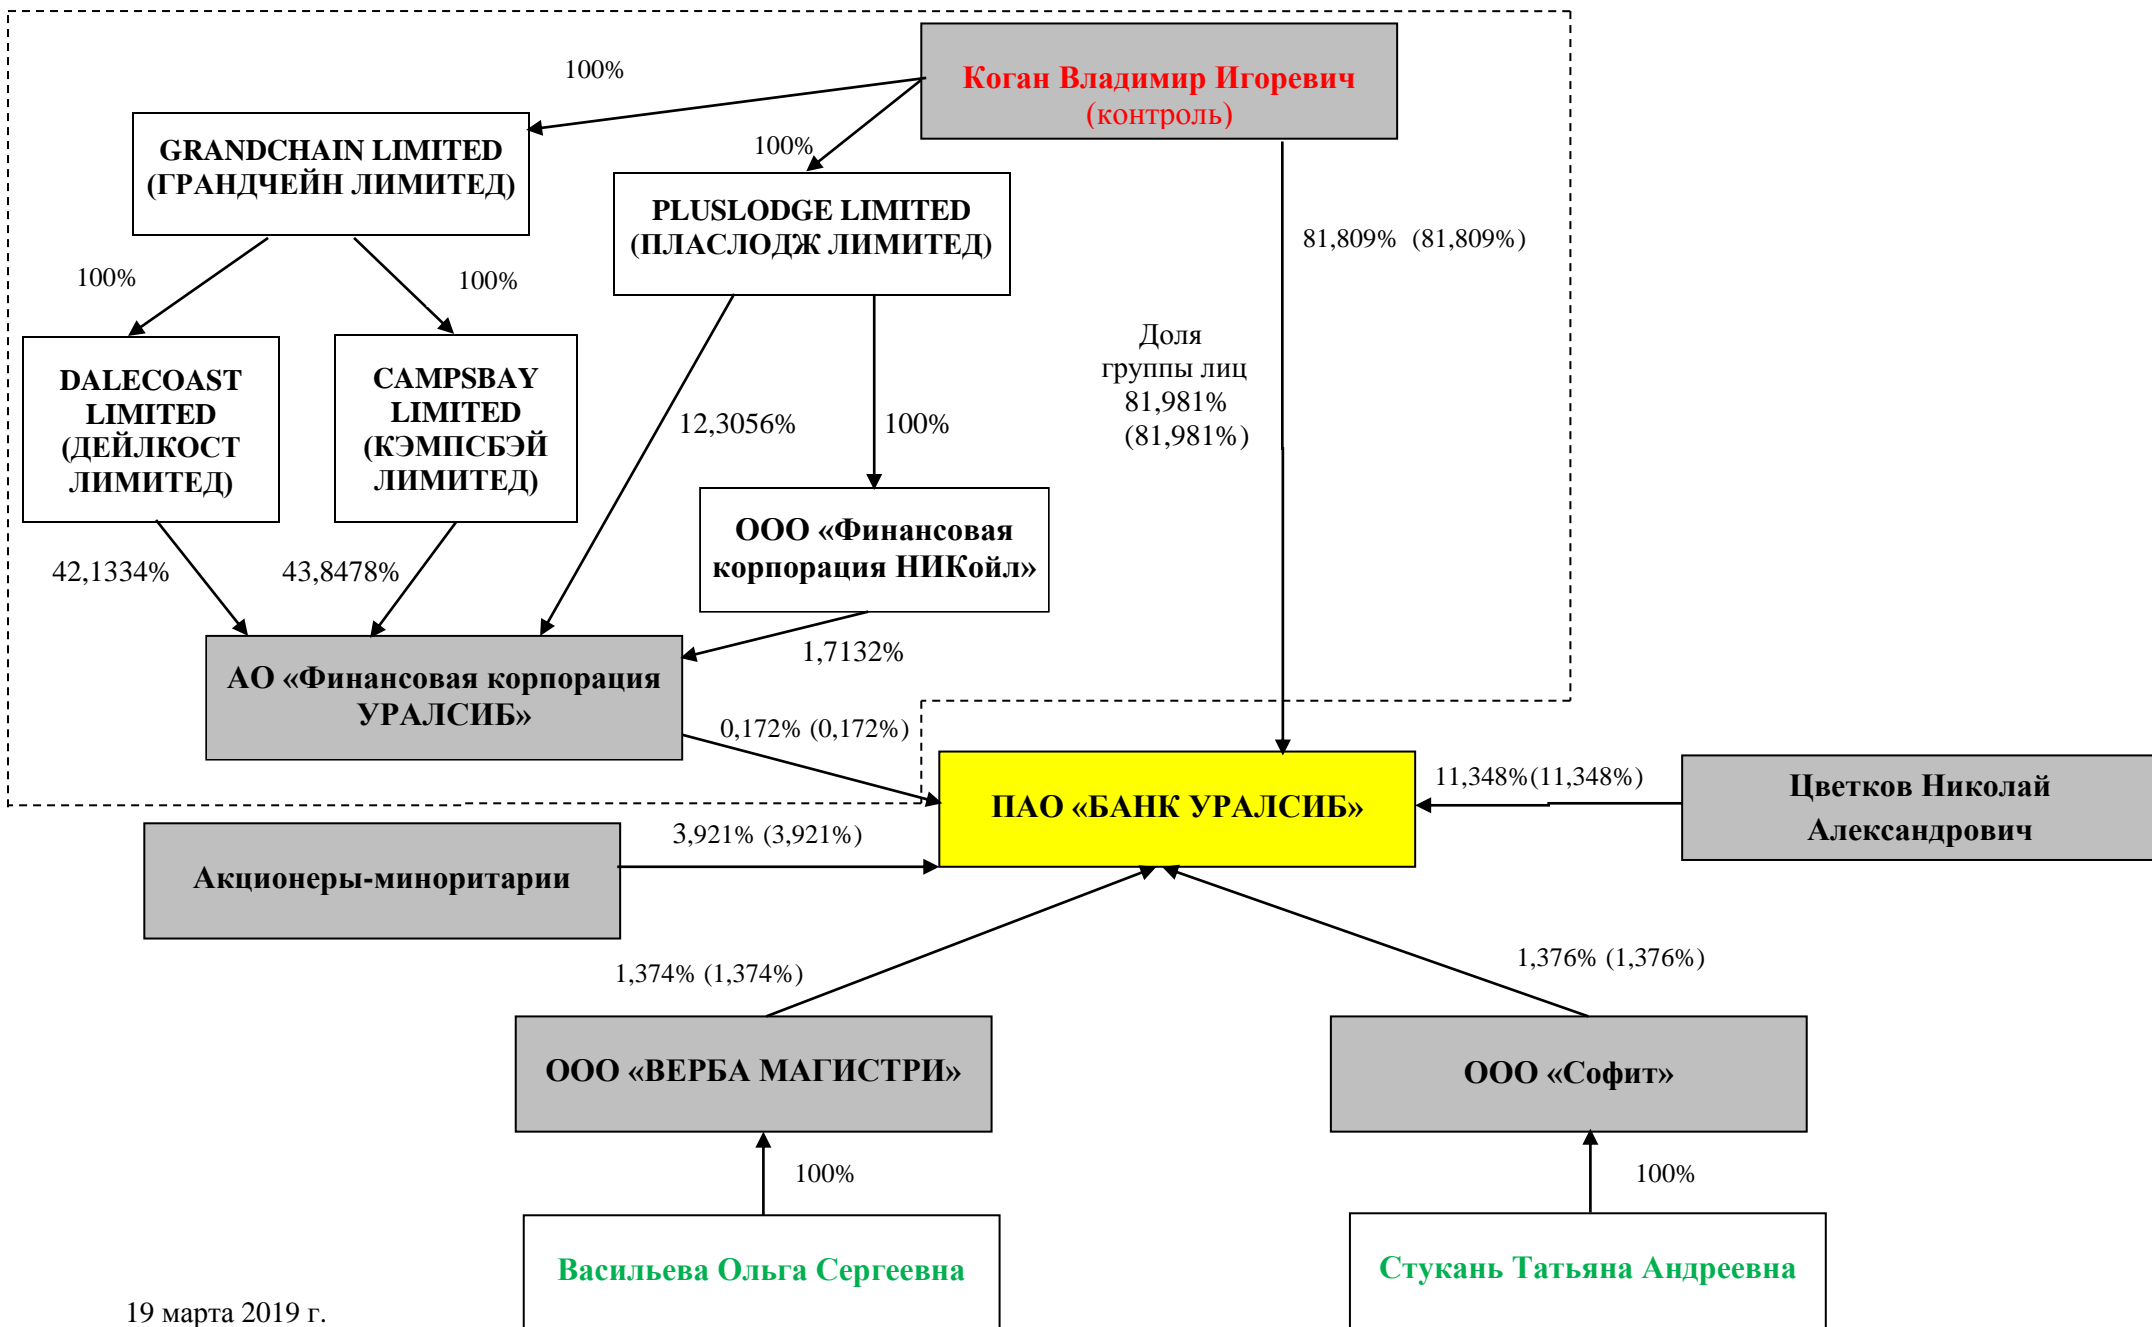 Коган Владимир Игоревич
(контроль)
100%
GRANDCHAIN LIMITED
(ГРАНДЧЕЙН ЛИМИТЕД)
100%
PLUSLODGE LIMITED
(ПЛАСЛОДЖ ЛИМИТЕД)
81,809% (81,809%)
100%
100%
DALECOAST
LIMITED
(ДЕЙЛКОСТ
ЛИМИТЕД)
CAMPSBAY
LIMITED
(КЭМПСБЭЙ
ЛИМИТЕД)
12,3056%
100%
Доля
группы лиц
81,981%
(81,981%)
ООО «Финансовая
корпорация НИКойл»
42,1334%
43,8478%
1,7132%
АО «Финансовая корпорация
УРАЛСИБ»
0,172% (0,172%)
ПАО «БАНК УРАЛСИБ»
11,348%(11,348%)
Цветков Николай
Александрович
3,921% (3,921%)
Акционеры-миноритарии
1,374% (1,374%)
1,376% (1,376%)
ООО «ВЕРБА МАГИСТРИ»
ООО «Софит»
100%
100%
Васильева Ольга Сергеевна
Стукань Татьяна Андреевна
19 марта 2019 г.